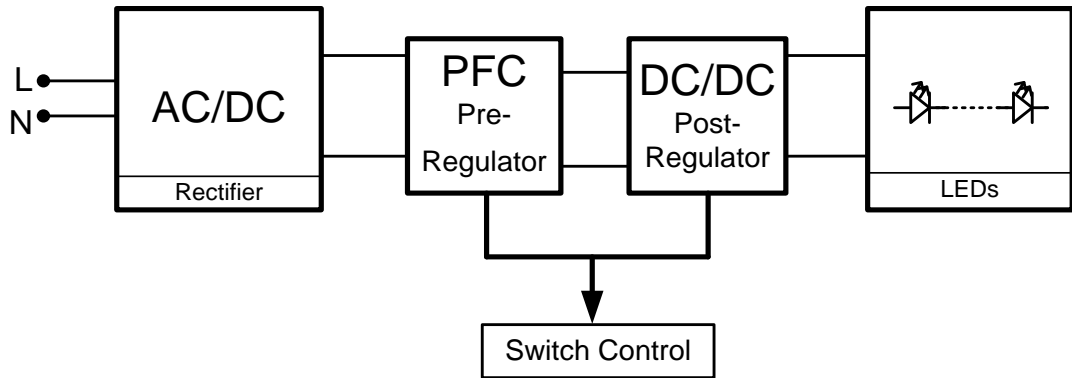 L
N
AC/DC
Rectifier
PFC
Pre-
Regulator
DC/DC
Post-
Regulator
LEDs
Switch Control